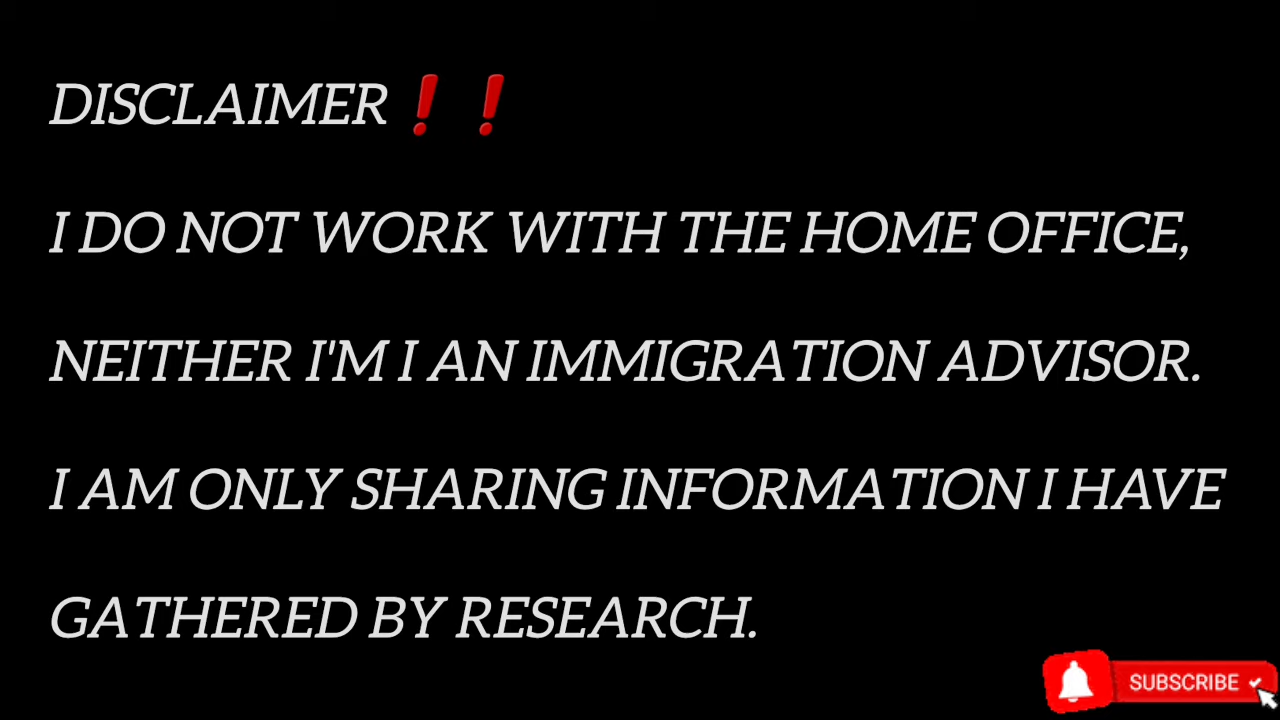 DISCLAIMER❗❗
I DO NOT WORK WITH THE HOME OFFICE,
NEITHER I'M I AN IMMIGRATION ADVISOR.
I AM ONLY SHARING INFORMATION I HAVE
GATHERED BY RESEARCH.
SUBSCRIBE